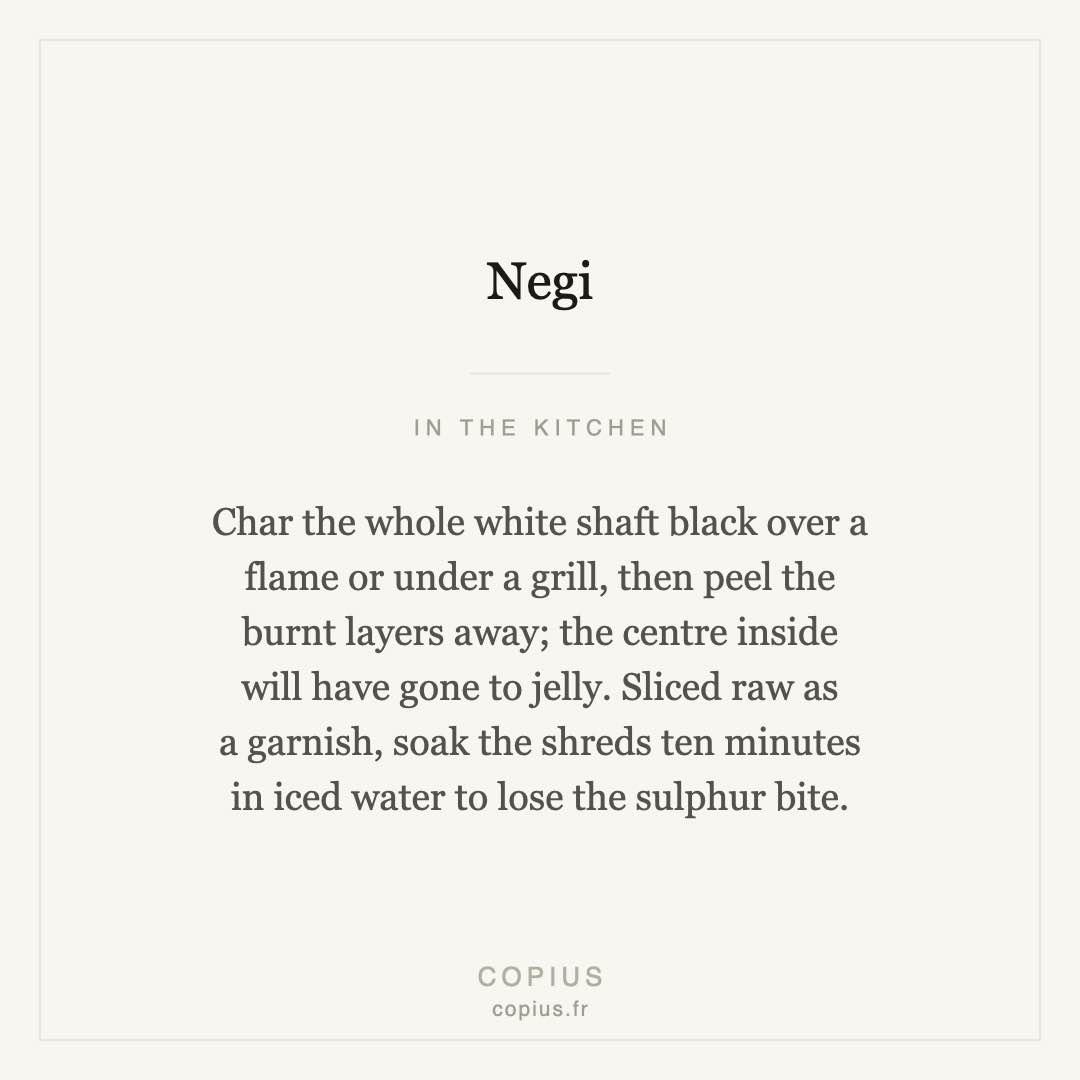 Negi
IN THE KITCHEN
Char the whole white shaft black over a
flame or under a grill, then peel the
burnt layers away; the centre inside
will have gone to jelly. Sliced raw as
a garnish, soak the shreds ten minutes
in iced water to lose the sulphur bite.
COPIUS
copius.fr